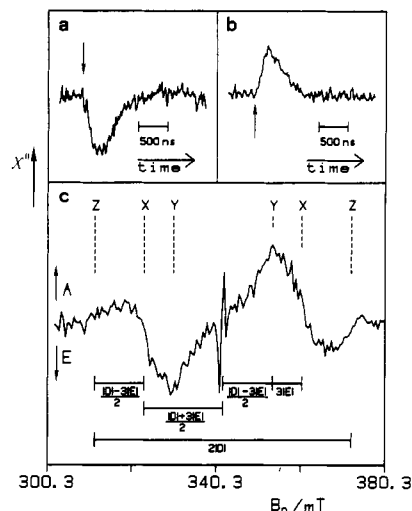 a
b
500 ns
time
500 ns
time
X''
c
Z X Y Y X Z
A
E
|D|-3|E|
2
|D|+3|E|
2
|D|-3|E|
2
3|E|
2|D|
300.3 340.3 380.3
B₀/mT